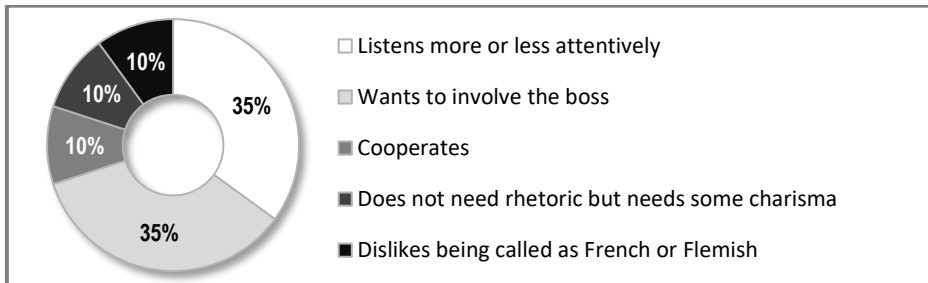 10%
10%
35%
10%
35%
Listens more or less attentively
Wants to involve the boss
Cooperates
Does not need rhetoric but needs some charisma
Dislikes being called as French or Flemish